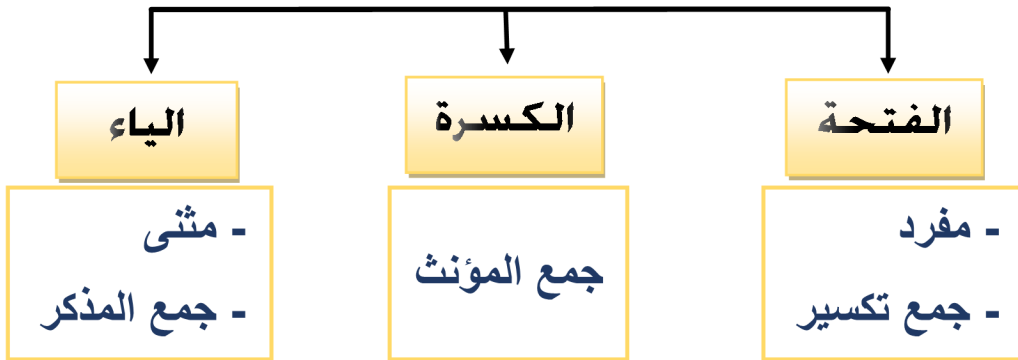 الفتحة
- مفرد
- جمع تكسير
الكسرة
جمع المؤنث
الياء
- مثنى
- جمع المذكر